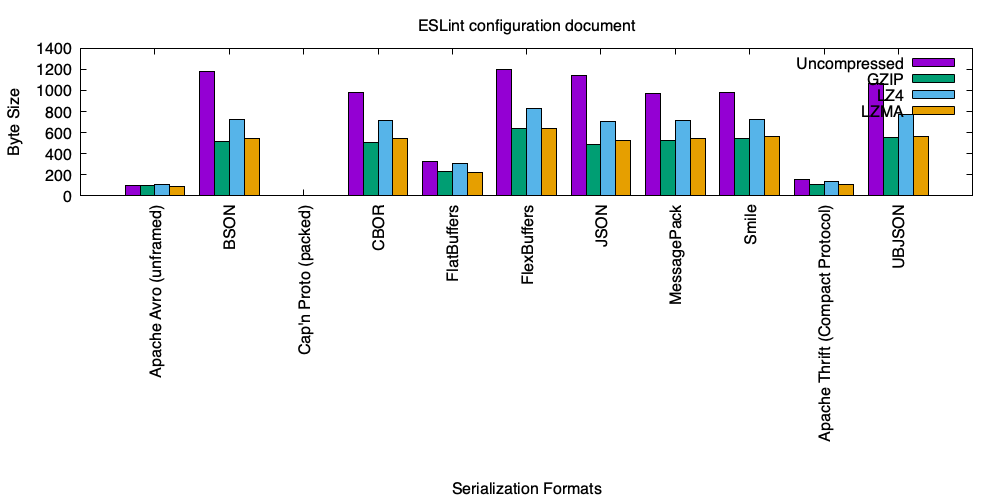 ESLint configuration document
Byte Size
1400
1200
1000
800
600
400
200
0
Uncompressed
GZIP
LZ4
LZMA
Apache Avro (unframed)
BSON
Cap'n Proto (packed)
CBOR
FlatBuffers
FlexBuffers
JSON
MessagePack
Smile
Apache Thrift (Compact Protocol)
UBJSON
Serialization Formats